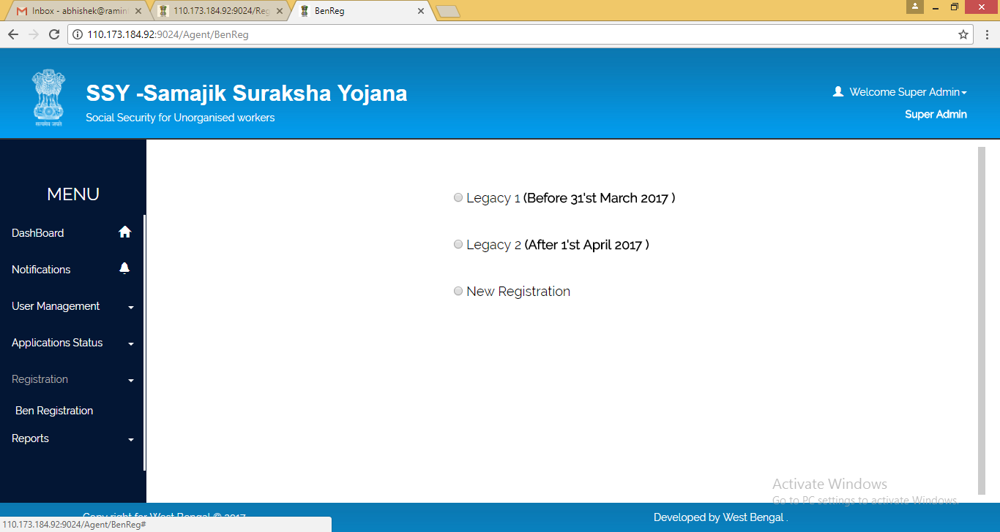 Inbox - abhishek@ramin
110.173.184.92:9024/Reg
BenReg
110.173.184.92:9024/Agent/BenReg
सत्यमेव जयते
SSY -Samajik Suraksha Yojana
Social Security for Unorganised workers
Welcome Super Admin
Super Admin
MENU
DashBoard
Notifications
User Management
Applications Status
Registration
Ben Registration
Reports
Legacy 1 (Before 31'st March 2017 )
Legacy 2 (After 1'st April 2017 )
New Registration
Activate Windows
Go to PC settings to activate Windows.
Copy right for West Bengal © 2017
Developed by West Bengal .
110.173.184.92:9024/Agent/BenReg#